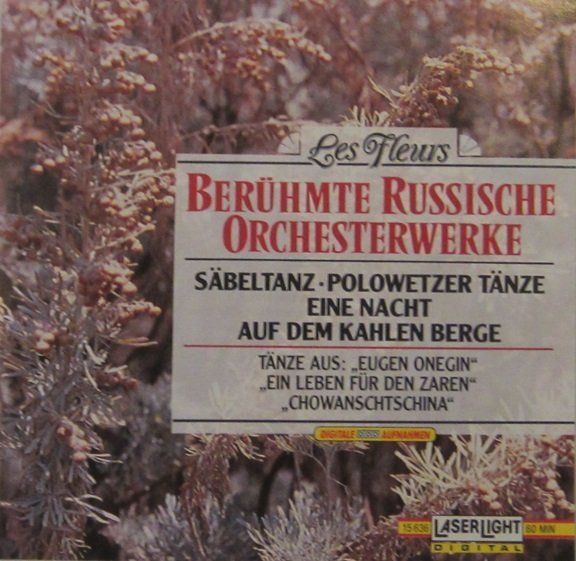 Les Fleurs
BERÜHMTE RUSSISCHE
ORCHESTERWERKE
SÄBELTANZ · POLOWETZER TÄNZE
EINE NACHT
AUF DEM KAHLEN BERGE
TÄNZE AUS: „EUGEN ONEGIN“
„EIN LEBEN FÜR DEN ZAREN“
„CHOWANSCHTSCHINA“
DIGITALE DDD AUFNAHMEN
15 636 LASERLIGHT 60 MIN
DIGITAL